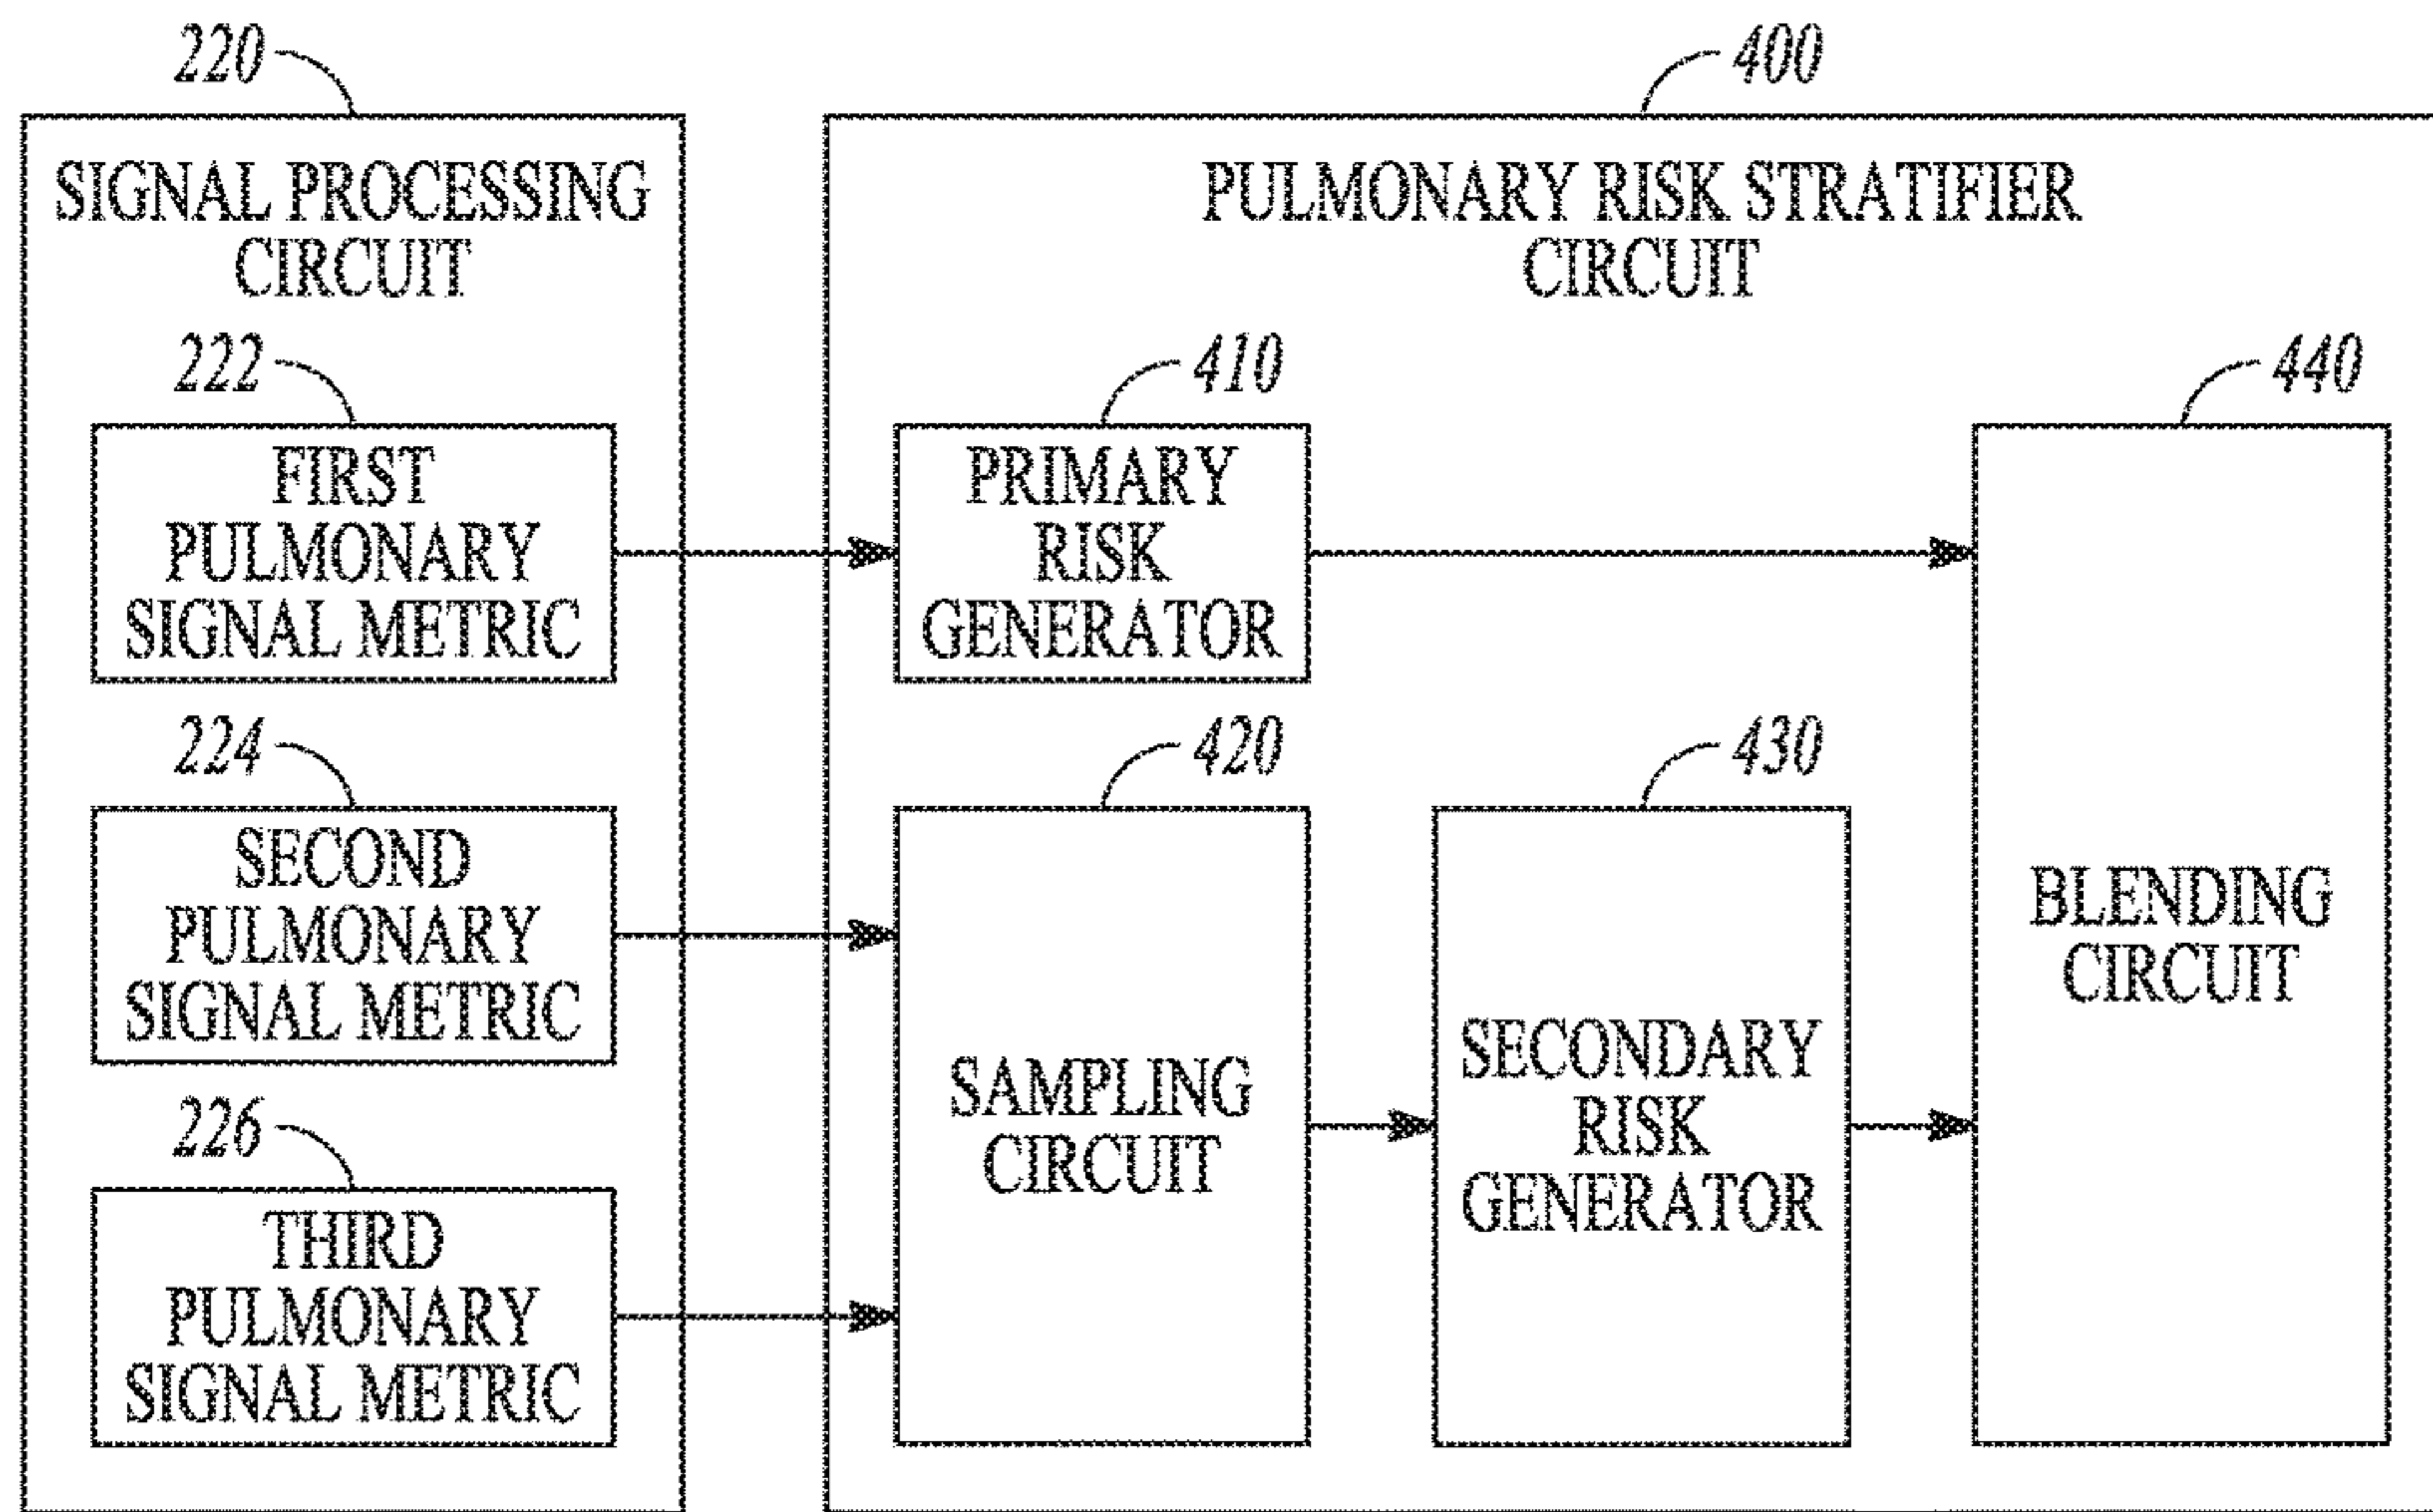 220
SIGNAL PROCESSING
CIRCUIT
222
FIRST
PULMONARY
SIGNAL METRIC
224
SECOND
PULMONARY
SIGNAL METRIC
226
THIRD
PULMONARY
SIGNAL METRIC
400
PULMONARY RISK STRATIFIER
CIRCUIT
410
PRIMARY
RISK
GENERATOR
420
SAMPLING
CIRCUIT
430
SECONDARY
RISK
GENERATOR
440
BLENDING
CIRCUIT